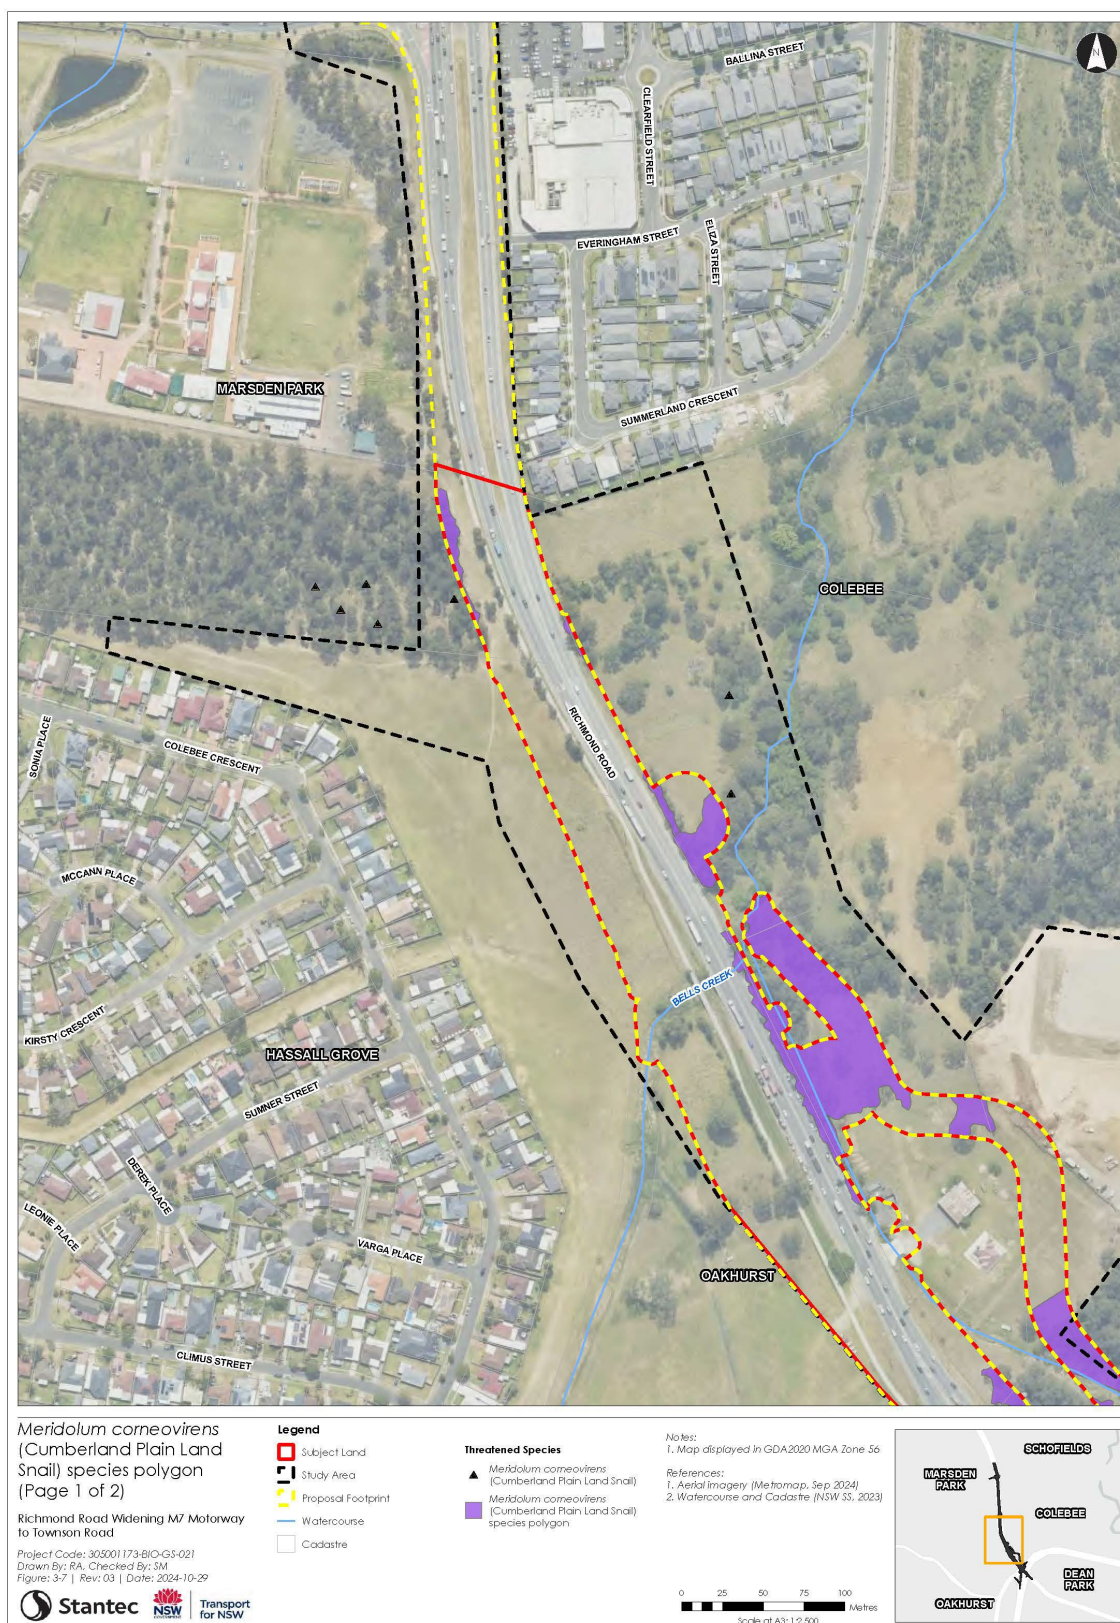 N
BALLINA STREET
CLEARFIELD STREET
EVERINGHAM STREET
ELIZA STREET
MARSDEN PARK
SUMMERLAND CRESCENT
COLEBEE
SONIA PLACE
COLEBEE CRESCENT
RICHMOND ROAD
MCCANN PLACE
BELLS CREEK
KIRSTY CRESCENT
HASSALL GROVE
SUMNER STREET
DEREK PLACE
LEONIE PLACE
VARGA PLACE
OAKHURST
CLIMUS STREET
Meridolum corneovirens
(Cumberland Plain Land
Snail) species polygon
(Page 1 of 2)
Richmond Road Widening M7 Motorway
to Townson Road
Project Code: 305001173-BIO-GS-021
Drawn By: RA, Checked By: SM
Figure: 3-7 | Rev: 03 | Date: 2024-10-29
Stantec
NSW
GOVERNMENT
Transport
for NSW
Legend
Subject Land
Study Area
Proposal Footprint
Watercourse
Cadastre
Threatened Species
Meridolum corneovirens
(Cumberland Plain Land Snail)
Meridolum corneovirens
(Cumberland Plain Land Snail)
species polygon
Notes:
1. Map displayed in GDA2020 MGA Zone 56
References:
1. Aerial imagery (Metromap, Sep 2024)
2. Watercourse and Cadastre (NSW SS, 2023)
0 25 50 75 100
Metres
Scale at A3: 1:2,500
SCHOFIELDS
MARSDEN
PARK
COLEBEE
DEAN
PARK
OAKHURST